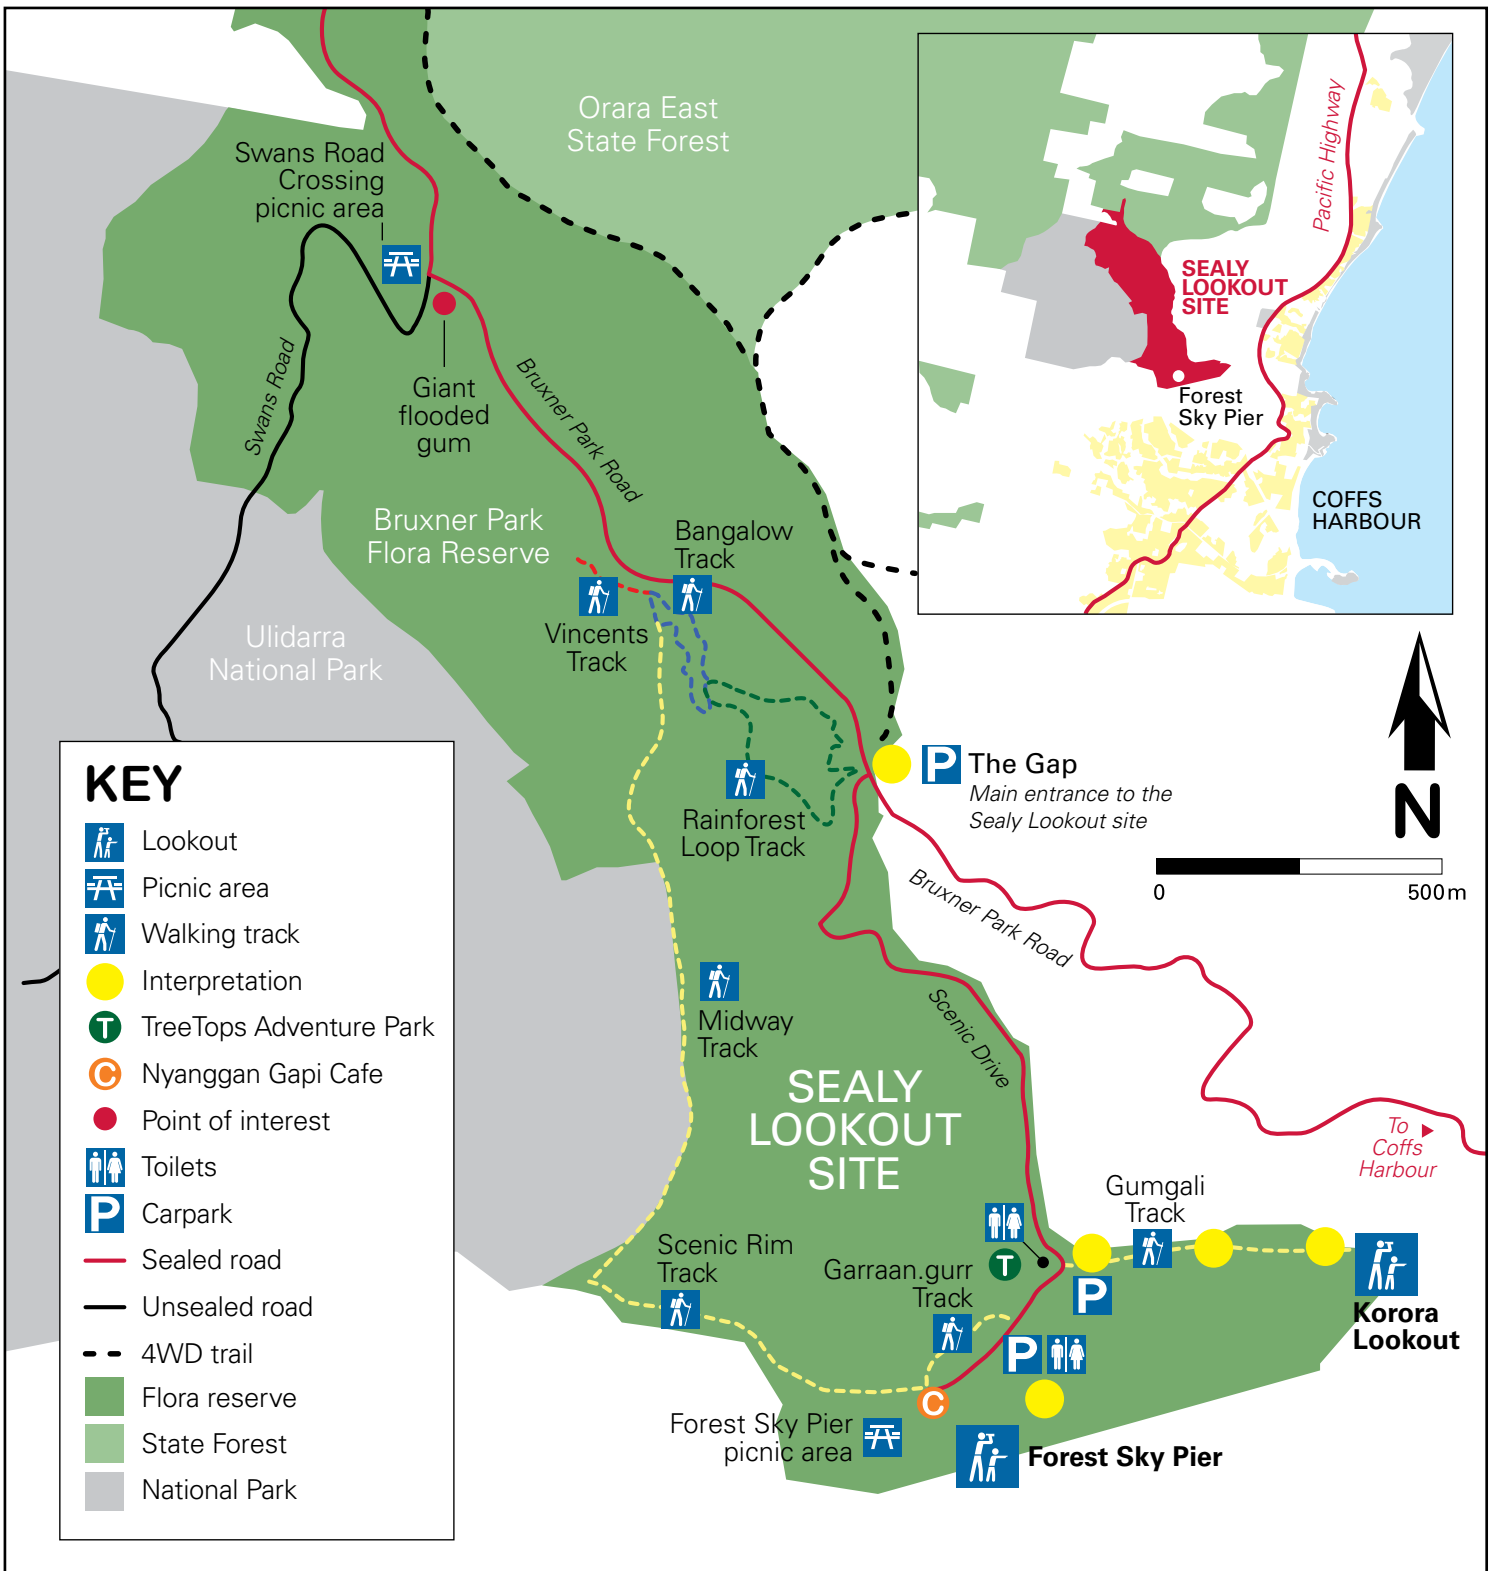 Orara East
State Forest
Swans Road
Crossing
picnic area
Swans Road
Giant
flooded
gum
Bruxner Park Road
Bruxner Park
Flora Reserve
Bangalow
Track
Vincents
Track
Ulidarra
National Park
Rainforest
Loop Track
P
The Gap
Main entrance to the
Sealy Lookout site
Bruxner Park Road
Scenic Drive
Midway
Track
SEALY
LOOKOUT
SITE
To
Coffs
Harbour
Gumgali
Track
T
P
Korora
Lookout
Scenic Rim
Track
Garraan.gurr
Track
P
C
Forest Sky Pier
picnic area
Forest Sky Pier
Pacific Highway
SEALY
LOOKOUT
SITE
Forest
Sky Pier
COFFS
HARBOUR
N
0
500m
KEY
Lookout
Picnic area
Walking track
Interpretation
T
TreeTops Adventure Park
C
Nyanggan Gapi Cafe
Point of interest
Toilets
P
Carpark
Sealed road
Unsealed road
4WD trail
Flora reserve
State Forest
National Park